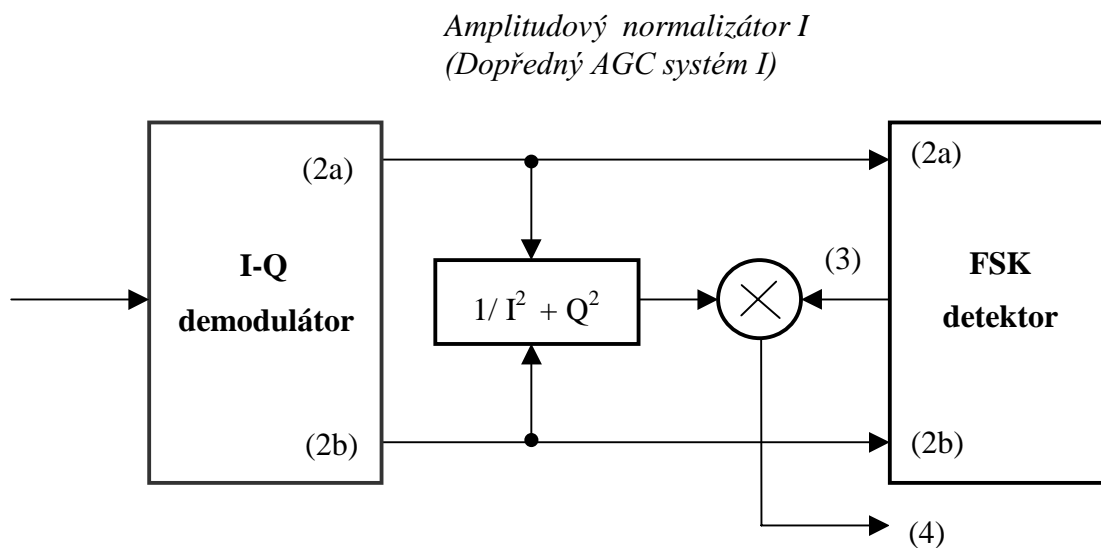 Amplitudový normalizátor I
(Dopředný AGC systém I)
(2a)
(2a)
I-Q
demodulátor
1/ I² + Q²
(3)
FSK
detektor
(2b)
(2b)
(4)